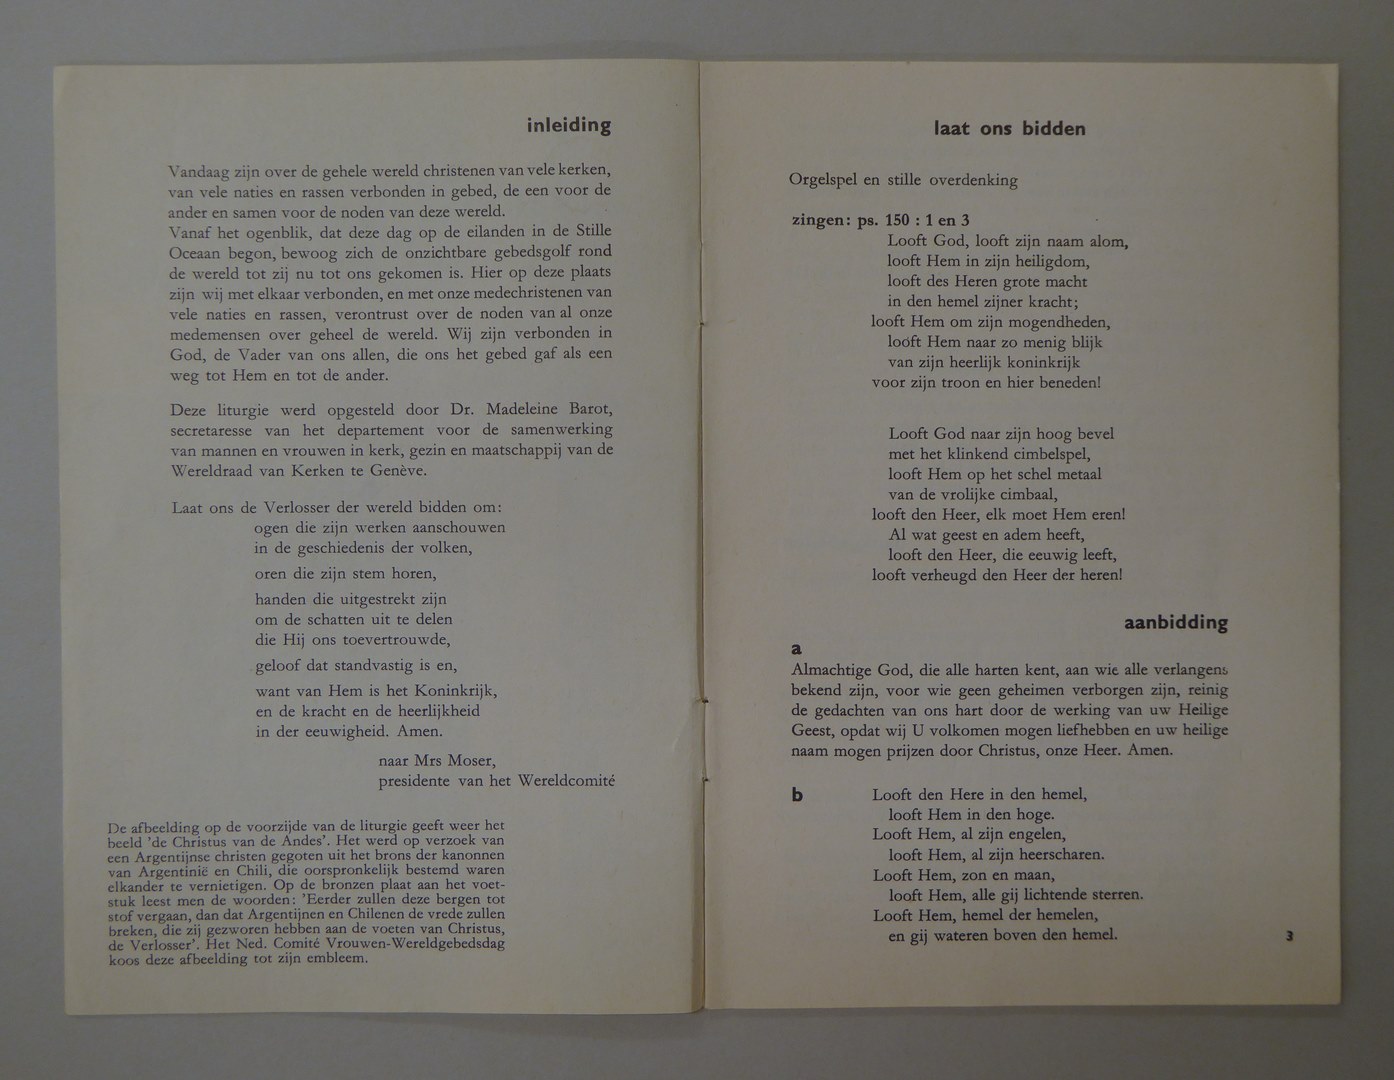 inleiding
Vandaag zijn over de gehele wereld christenen van vele kerken,
van vele naties en rassen verbonden in gebed, de een voor de
ander en samen voor de noden van deze wereld.
Vanaf het ogenblik, dat deze dag op de eilanden in de Stille
Oceaan begon, bewoog zich de onzichtbare gebedsgolf rond
de wereld tot zij nu tot ons gekomen is. Hier op deze plaats
zijn wij met elkaar verbonden, en met onze medechristenen van
vele naties en rassen, verontrust over de noden van al onze
medemensen over geheel de wereld. Wij zijn verbonden in
God, de Vader van ons allen, die ons het gebed gaf als een
weg tot Hem en tot de ander.
Deze liturgie werd opgesteld door Dr. Madeleine Barot,
secretaresse van het departement voor de samenwerking
van mannen en vrouwen in kerk, gezin en maatschappij van de
Wereldraad van Kerken te Genève.
Laat ons de Verlosser der wereld bidden om:
ogen die zijn werken aanschouwen
in de geschiedenis der volken,
oren die zijn stem horen,
handen die uitgestrekt zijn
om de schatten uit te delen
die Hij ons toevertrouwde,
geloof dat standvastig is en,
want van Hem is het Koninkrijk,
en de kracht en de heerlijkheid
in der eeuwigheid. Amen.
naar Mrs Moser,
presidente van het Wereldcomité
De afbeelding op de voorzijde van de liturgie geeft weer het
beeld 'de Christus van de Andes'. Het werd op verzoek van
een Argentijnse christen gegoten uit het brons der kanonnen
van Argentinië en Chili, die oorspronkelijk bestemd waren
elkander te vernietigen. Op de bronzen plaat aan het voet-
stuk leest men de woorden: 'Eerder zullen deze bergen tot
stof vergaan, dan dat Argentijnen en Chilenen de vrede zullen
breken, die zij gezworen hebben aan de voeten van Christus,
de Verlosser'. Het Ned. Comité Vrouwen-Wereldgebedsdag
koos deze afbeelding tot zijn embleem.
laat ons bidden
Orgelspel en stille overdenking
zingen: ps. 150 : 1 en 3
Looft God, looft zijn naam alom,
looft Hem in zijn heiligdom,
looft des Heren grote macht
in den hemel zijner kracht;
looft Hem om zijn mogendheden,
looft Hem naar zo menig blijk
van zijn heerlijk koninkrijk
voor zijn troon en hier beneden!
Looft God naar zijn hoog bevel
met het klinkend cimbelspel,
looft Hem op het schel metaal
van de vrolijke cimbaal,
looft den Heer, elk moet Hem eren!
Al wat geest en adem heeft,
looft den Heer, die eeuwig leeft,
looft verheugd den Heer der heren!
aanbidding
a
Almachtige God, die alle harten kent, aan wie alle verlangens
bekend zijn, voor wie geen geheimen verborgen zijn, reinig
de gedachten van ons hart door de werking van uw Heilige
Geest, opdat wij U volkomen mogen liefhebben en uw heilige
naam mogen prijzen door Christus, onze Heer. Amen.
b Looft den Here in den hemel,
looft Hem in den hoge.
Looft Hem, al zijn engelen,
looft Hem, al zijn heerscharen.
Looft Hem, zon en maan,
looft Hem, alle gij lichtende sterren.
Looft Hem, hemel der hemelen,
en gij wateren boven den hemel.
3